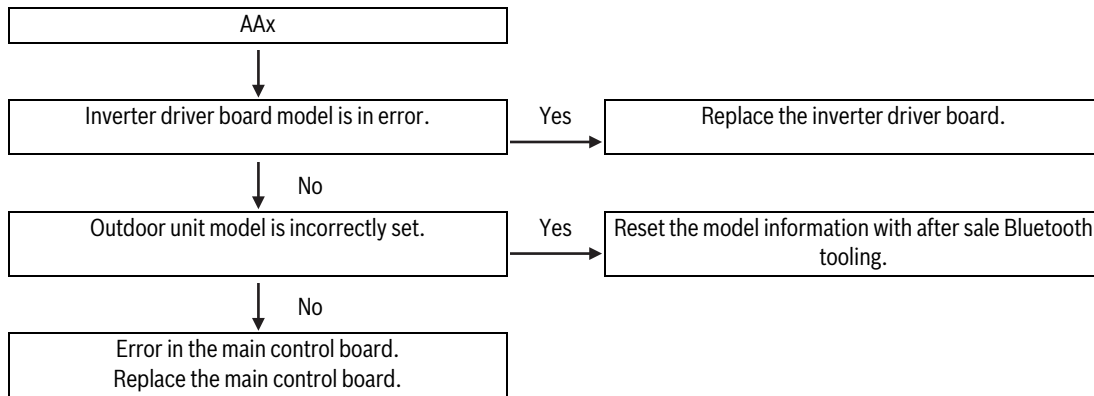 AAx
Inverter driver board model is in error.
Yes
Replace the inverter driver board.
No
Outdoor unit model is incorrectly set.
Yes
Reset the model information with after sale Bluetooth
tooling.
No
Error in the main control board.
Replace the main control board.